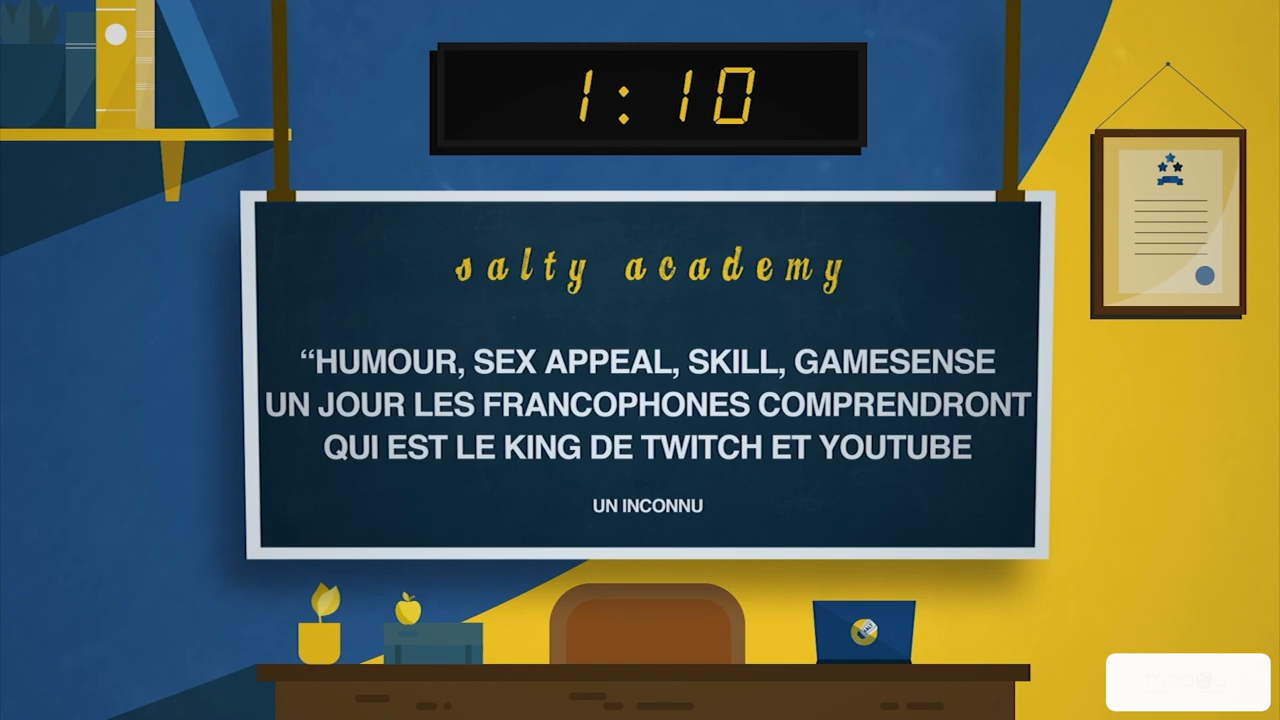 1:10
salty academy
“HUMOUR, SEX APPEAL, SKILL, GAMESENSE
UN JOUR LES FRANCOPHONES COMPRENDRONT
QUI EST LE KING DE TWITCH ET YOUTUBE
UN INCONNU